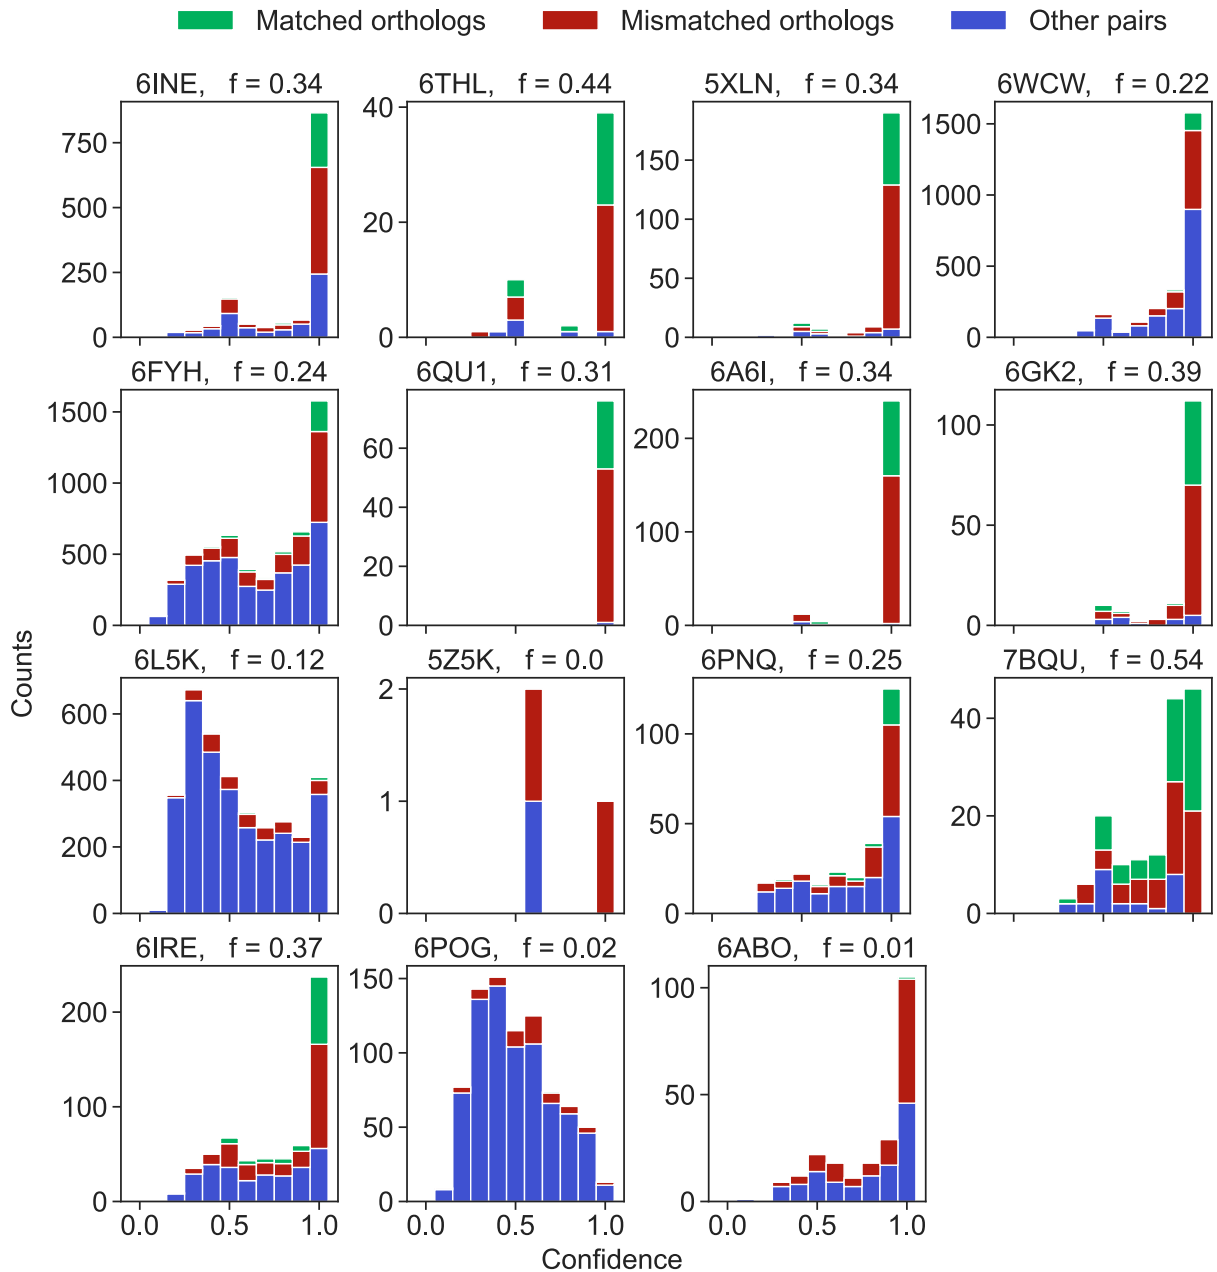 Matched orthologs Mismatched orthologs Other pairs
6INE, f = 0.34 6THL, f = 0.44 5XLN, f = 0.34 6WCW, f = 0.22
750 500 250 0
40 20 0
150 100 50 0
1500 1000 500 0
6FYH, f = 0.24 6QU1, f = 0.31 6A6I, f = 0.34 6GK2, f = 0.39
1500 1000 500 0
60 40 20 0
200 100 0
100 50 0
Counts
6L5K, f = 0.12 5Z5K, f = 0.0 6PNQ, f = 0.25 7BQU, f = 0.54
600 400 200 0
2 1 0
100 50 0
40 20 0
6IRE, f = 0.37 6POG, f = 0.02 6ABO, f = 0.01
200 100 0
150 100 50 0
100 50 0
0.0 0.5 1.0 0.0 0.5 1.0 0.0 0.5 1.0
Confidence